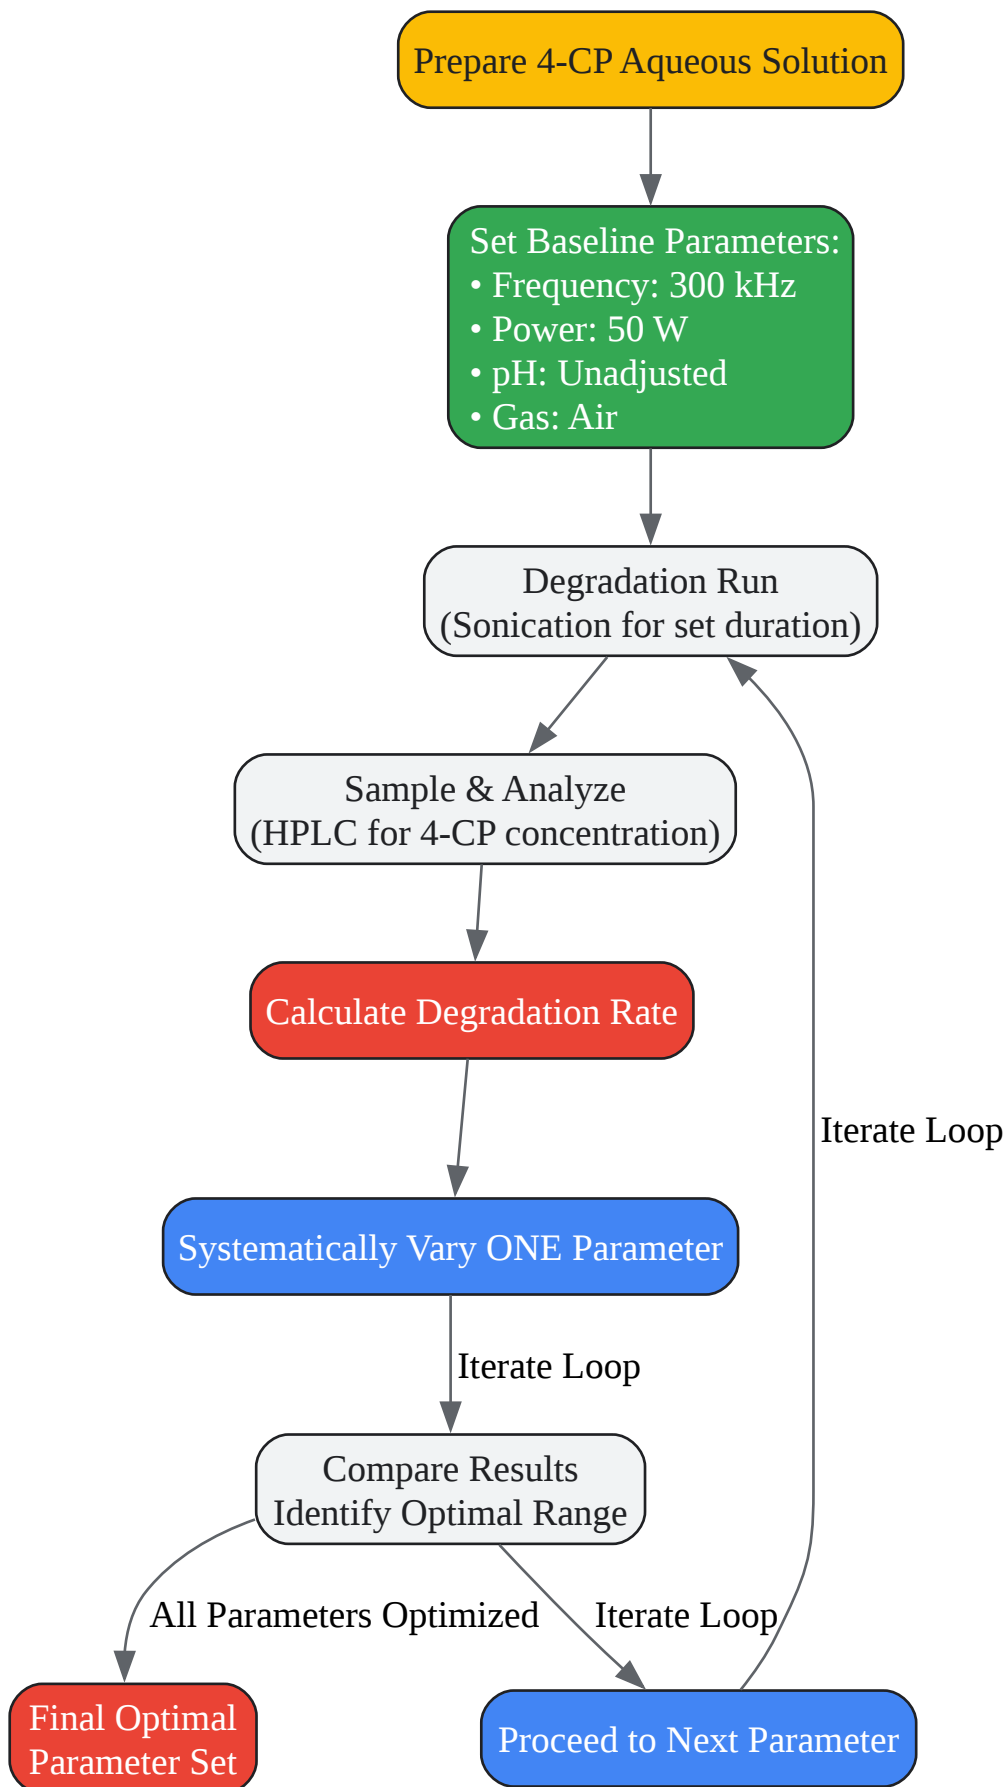 Prepare 4-CP Aqueous Solution
Set Baseline Parameters:
• Frequency: 300 kHz
• Power: 50 W
• pH: Unadjusted
• Gas: Air
Degradation Run
(Sonication for set duration)
Sample & Analyze
(HPLC for 4-CP concentration)
Calculate Degradation Rate
Iterate Loop
Systematically Vary ONE Parameter
Iterate Loop
Compare Results
Identify Optimal Range
All Parameters Optimized
Iterate Loop
Final Optimal
Parameter Set
Proceed to Next Parameter